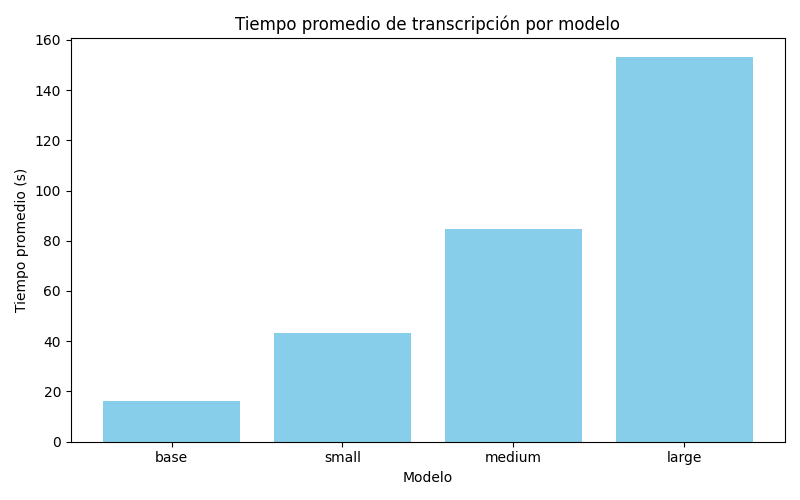 Tiempo promedio de transcripción por modelo
Tiempo promedio (s)
160
140
120
100
80
60
40
20
0
base small medium large
Modelo